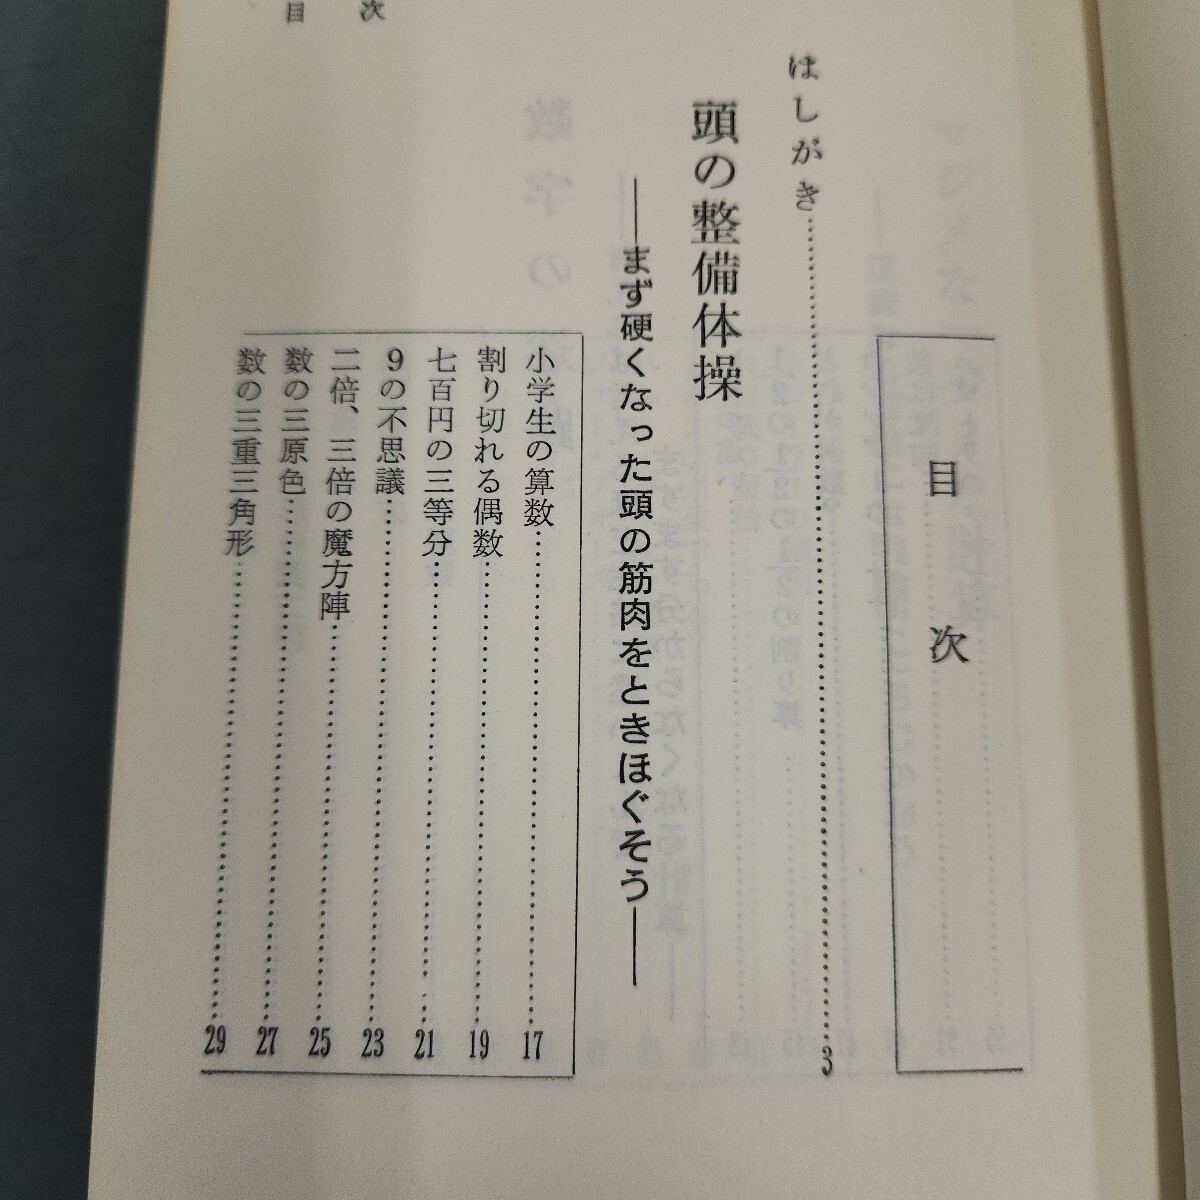 目次
目次
はしがき……3
頭の整備体操
――まず硬くなった頭の筋肉をときほぐそう――
小学生の算数……17
割り切れる偶数……19
七百円の三等分……21
9の不思議……23
二倍、三倍の魔方陣……25
数の三原色……27
数の三重三角形……29